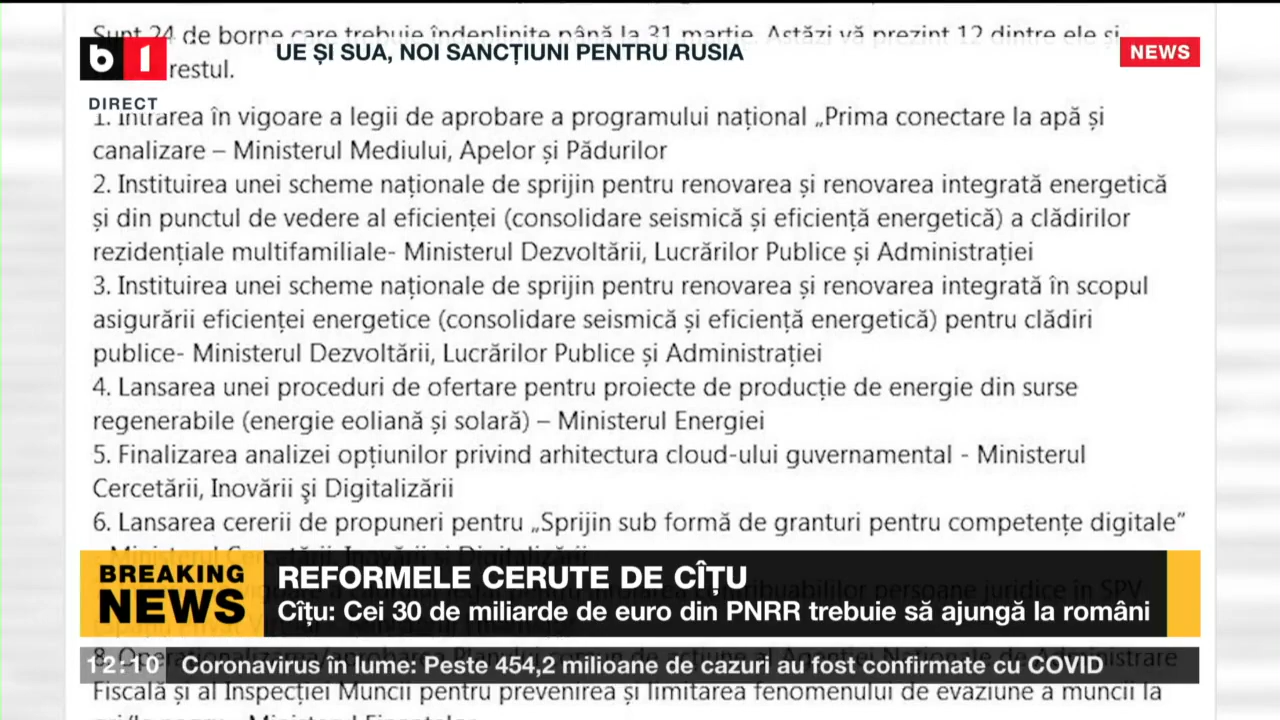 Sunt 24 de borne care trebuie îndeplinite până la 31 martie. Astăzi vă prezint 12 dintre ele și
b1
UE ȘI SUA, NOI SANCȚIUNI PENTRU RUSIA
NEWS
restul.
DIRECT
1. Intrarea în vigoare a legii de aprobare a programului național „Prima conectare la apă și
canalizare – Ministerul Mediului, Apelor și Pădurilor
2. Instituirea unei scheme naționale de sprijin pentru renovarea și renovarea integrată energetică
și din punctul de vedere al eficienței (consolidare seismică și eficiență energetică) a clădirilor
rezidențiale multifamiliale- Ministerul Dezvoltării, Lucrărilor Publice și Administrației
3. Instituirea unei scheme naționale de sprijin pentru renovarea și renovarea integrată în scopul
asigurării eficienței energetice (consolidare seismică și eficiență energetică) pentru clădiri
publice- Ministerul Dezvoltării, Lucrărilor Publice și Administrației
4. Lansarea unei proceduri de ofertare pentru proiecte de producție de energie din surse
regenerabile (energie eoliană și solară) – Ministerul Energiei
5. Finalizarea analizei opțiunilor privind arhitectura cloud-ului guvernamental - Ministerul
Cercetării, Inovării şi Digitalizării
6. Lansarea cererii de propuneri pentru „Sprijin sub formă de granturi pentru competențe digitale”
- Ministerul Cercetării, Inovării și Digitalizării
BREAKING
NEWS
REFORMELE CERUTE DE CÎȚU
Cîțu: Cei 30 de miliarde de euro din PNRR trebuie să ajungă la români
persoane juridice în SPV
12:10 Coronavirus în lume: Peste 454,2 milioane de cazuri au fost confirmate cu COVID
Fiscală și al Inspecției Muncii pentru prevenirea și limitarea fenomenului de evaziune a muncii la